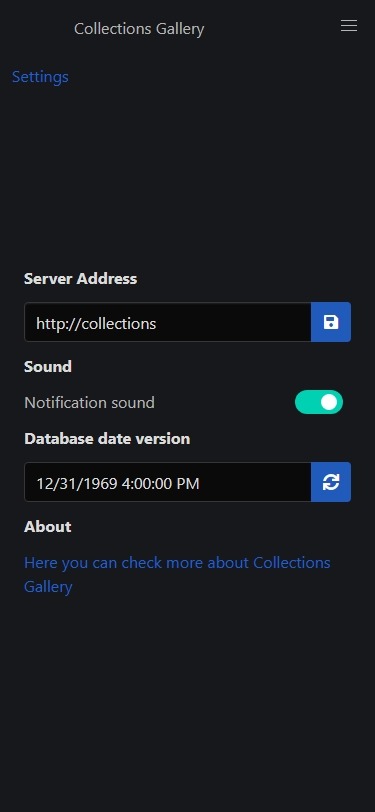 Collections Gallery
Settings
Server Address
http://collections
Sound
Notification sound
Database date version
12/31/1969 4:00:00 PM
About
Here you can check more about Collections
Gallery